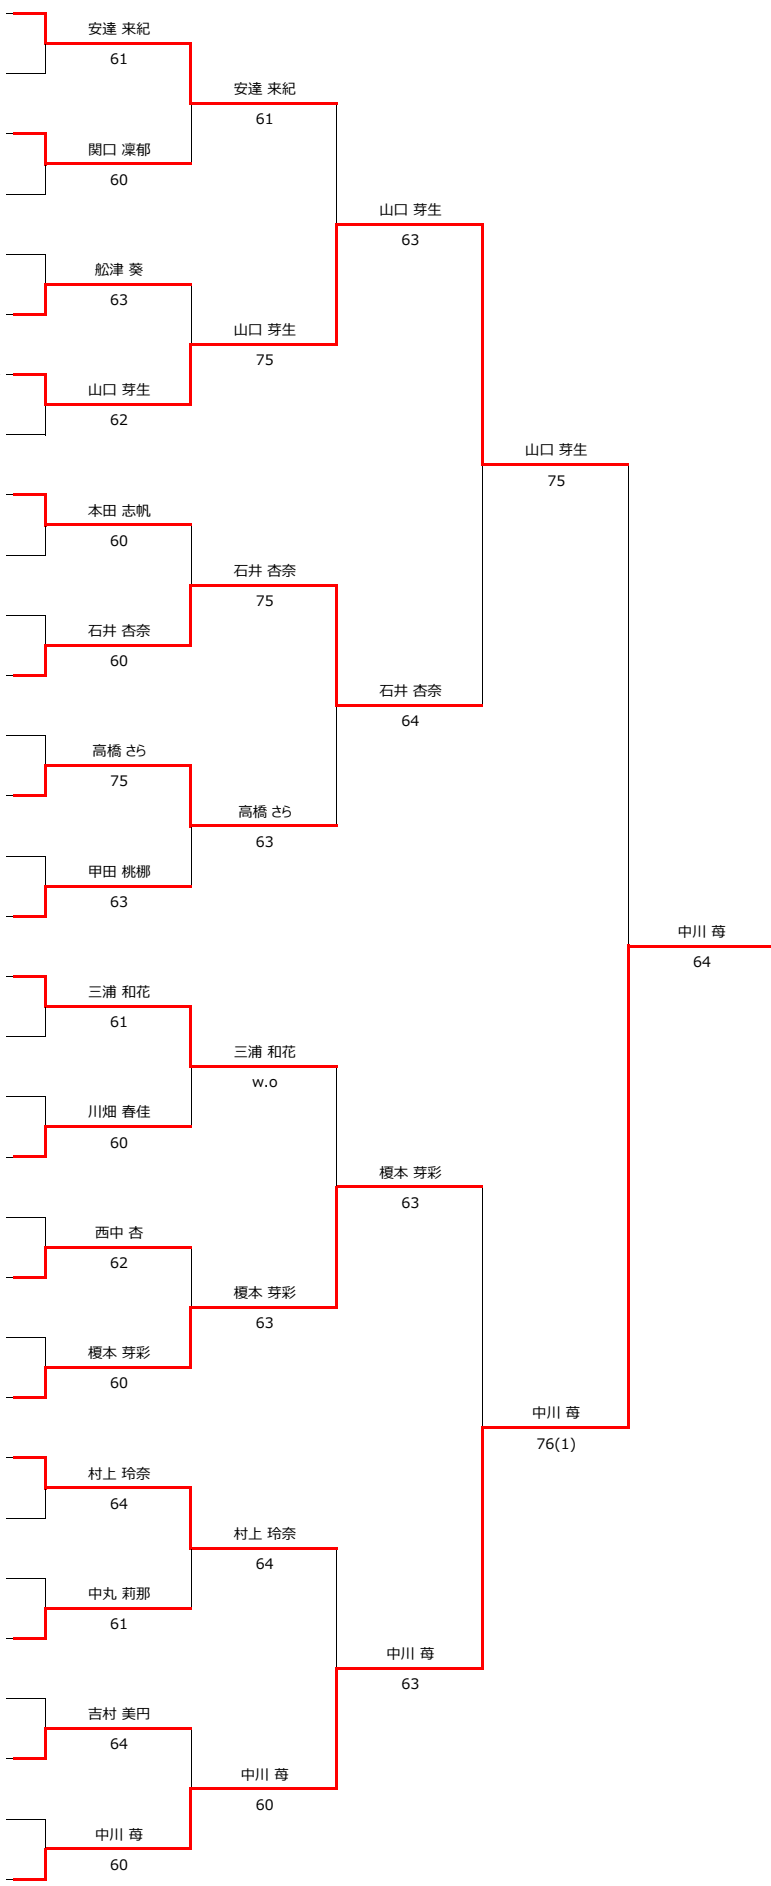 安達 来紀
61
安達 来紀
61
関口 凜郁
60
山口 芽生
63
舩津 葵
63
山口 芽生
75
山口 芽生
62
山口 芽生
75
本田 志帆
60
石井 杏奈
75
石井 杏奈
60
石井 杏奈
64
高橋 さら
75
高橋 さら
63
甲田 桃梛
63
中川 苺
64
三浦 和花
61
三浦 和花
w.o
川畑 春佳
60
榎本 芽彩
63
西中 杏
62
榎本 芽彩
63
榎本 芽彩
60
中川 苺
76(1)
村上 玲奈
64
村上 玲奈
64
中丸 莉那
61
中川 苺
63
吉村 美円
64
中川 苺
60
中川 苺
60